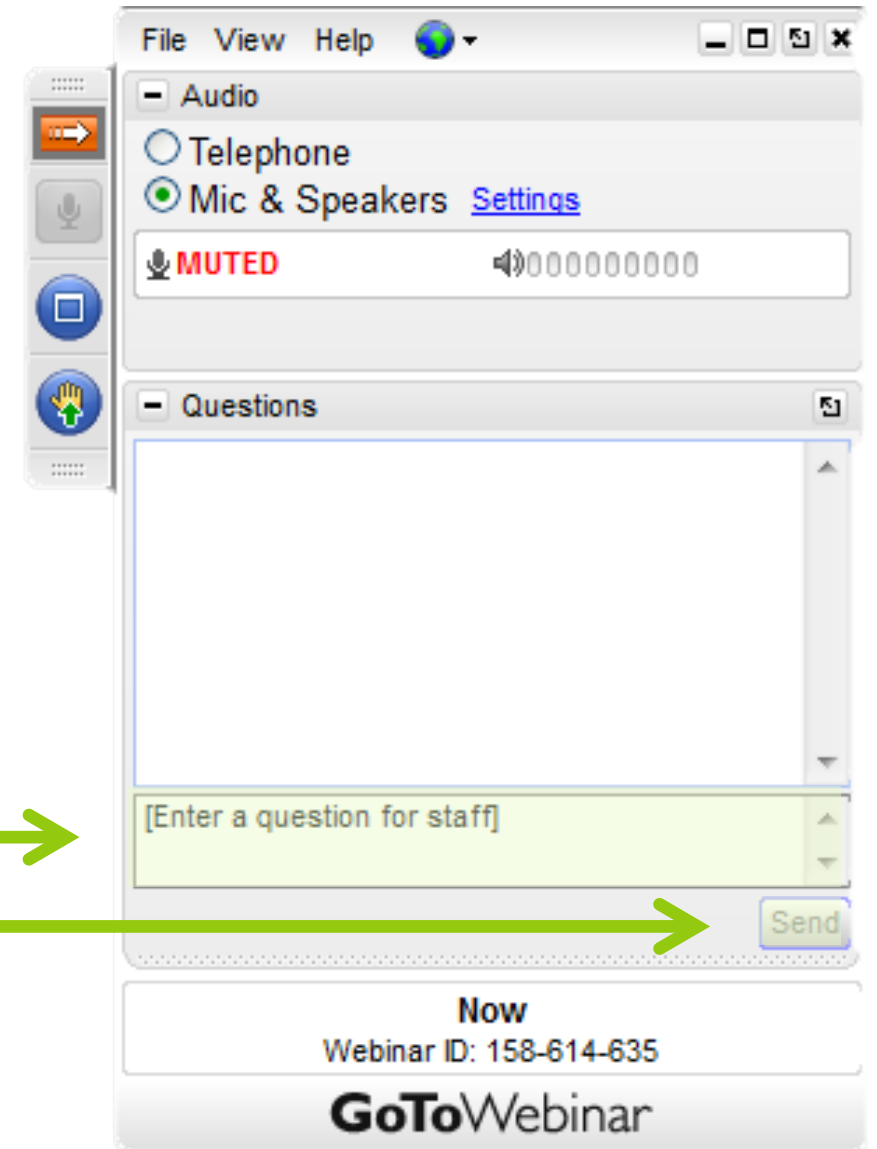 File View Help
Audio
Telephone
Mic & Speakers Settings
MUTED
Questions
[Enter a question for staff]
Send
Now
Webinar ID: 158-614-635
GoToWebinar